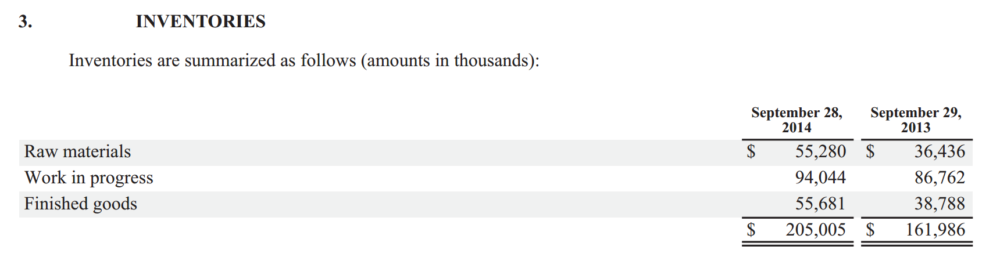 3. INVENTORIES
Inventories are summarized as follows (amounts in thousands):
September 28, September 29,
2014 2013
Raw materials $ 55,280 $ 36,436
Work in progress 94,044 86,762
Finished goods 55,681 38,788
$ 205,005 $ 161,986